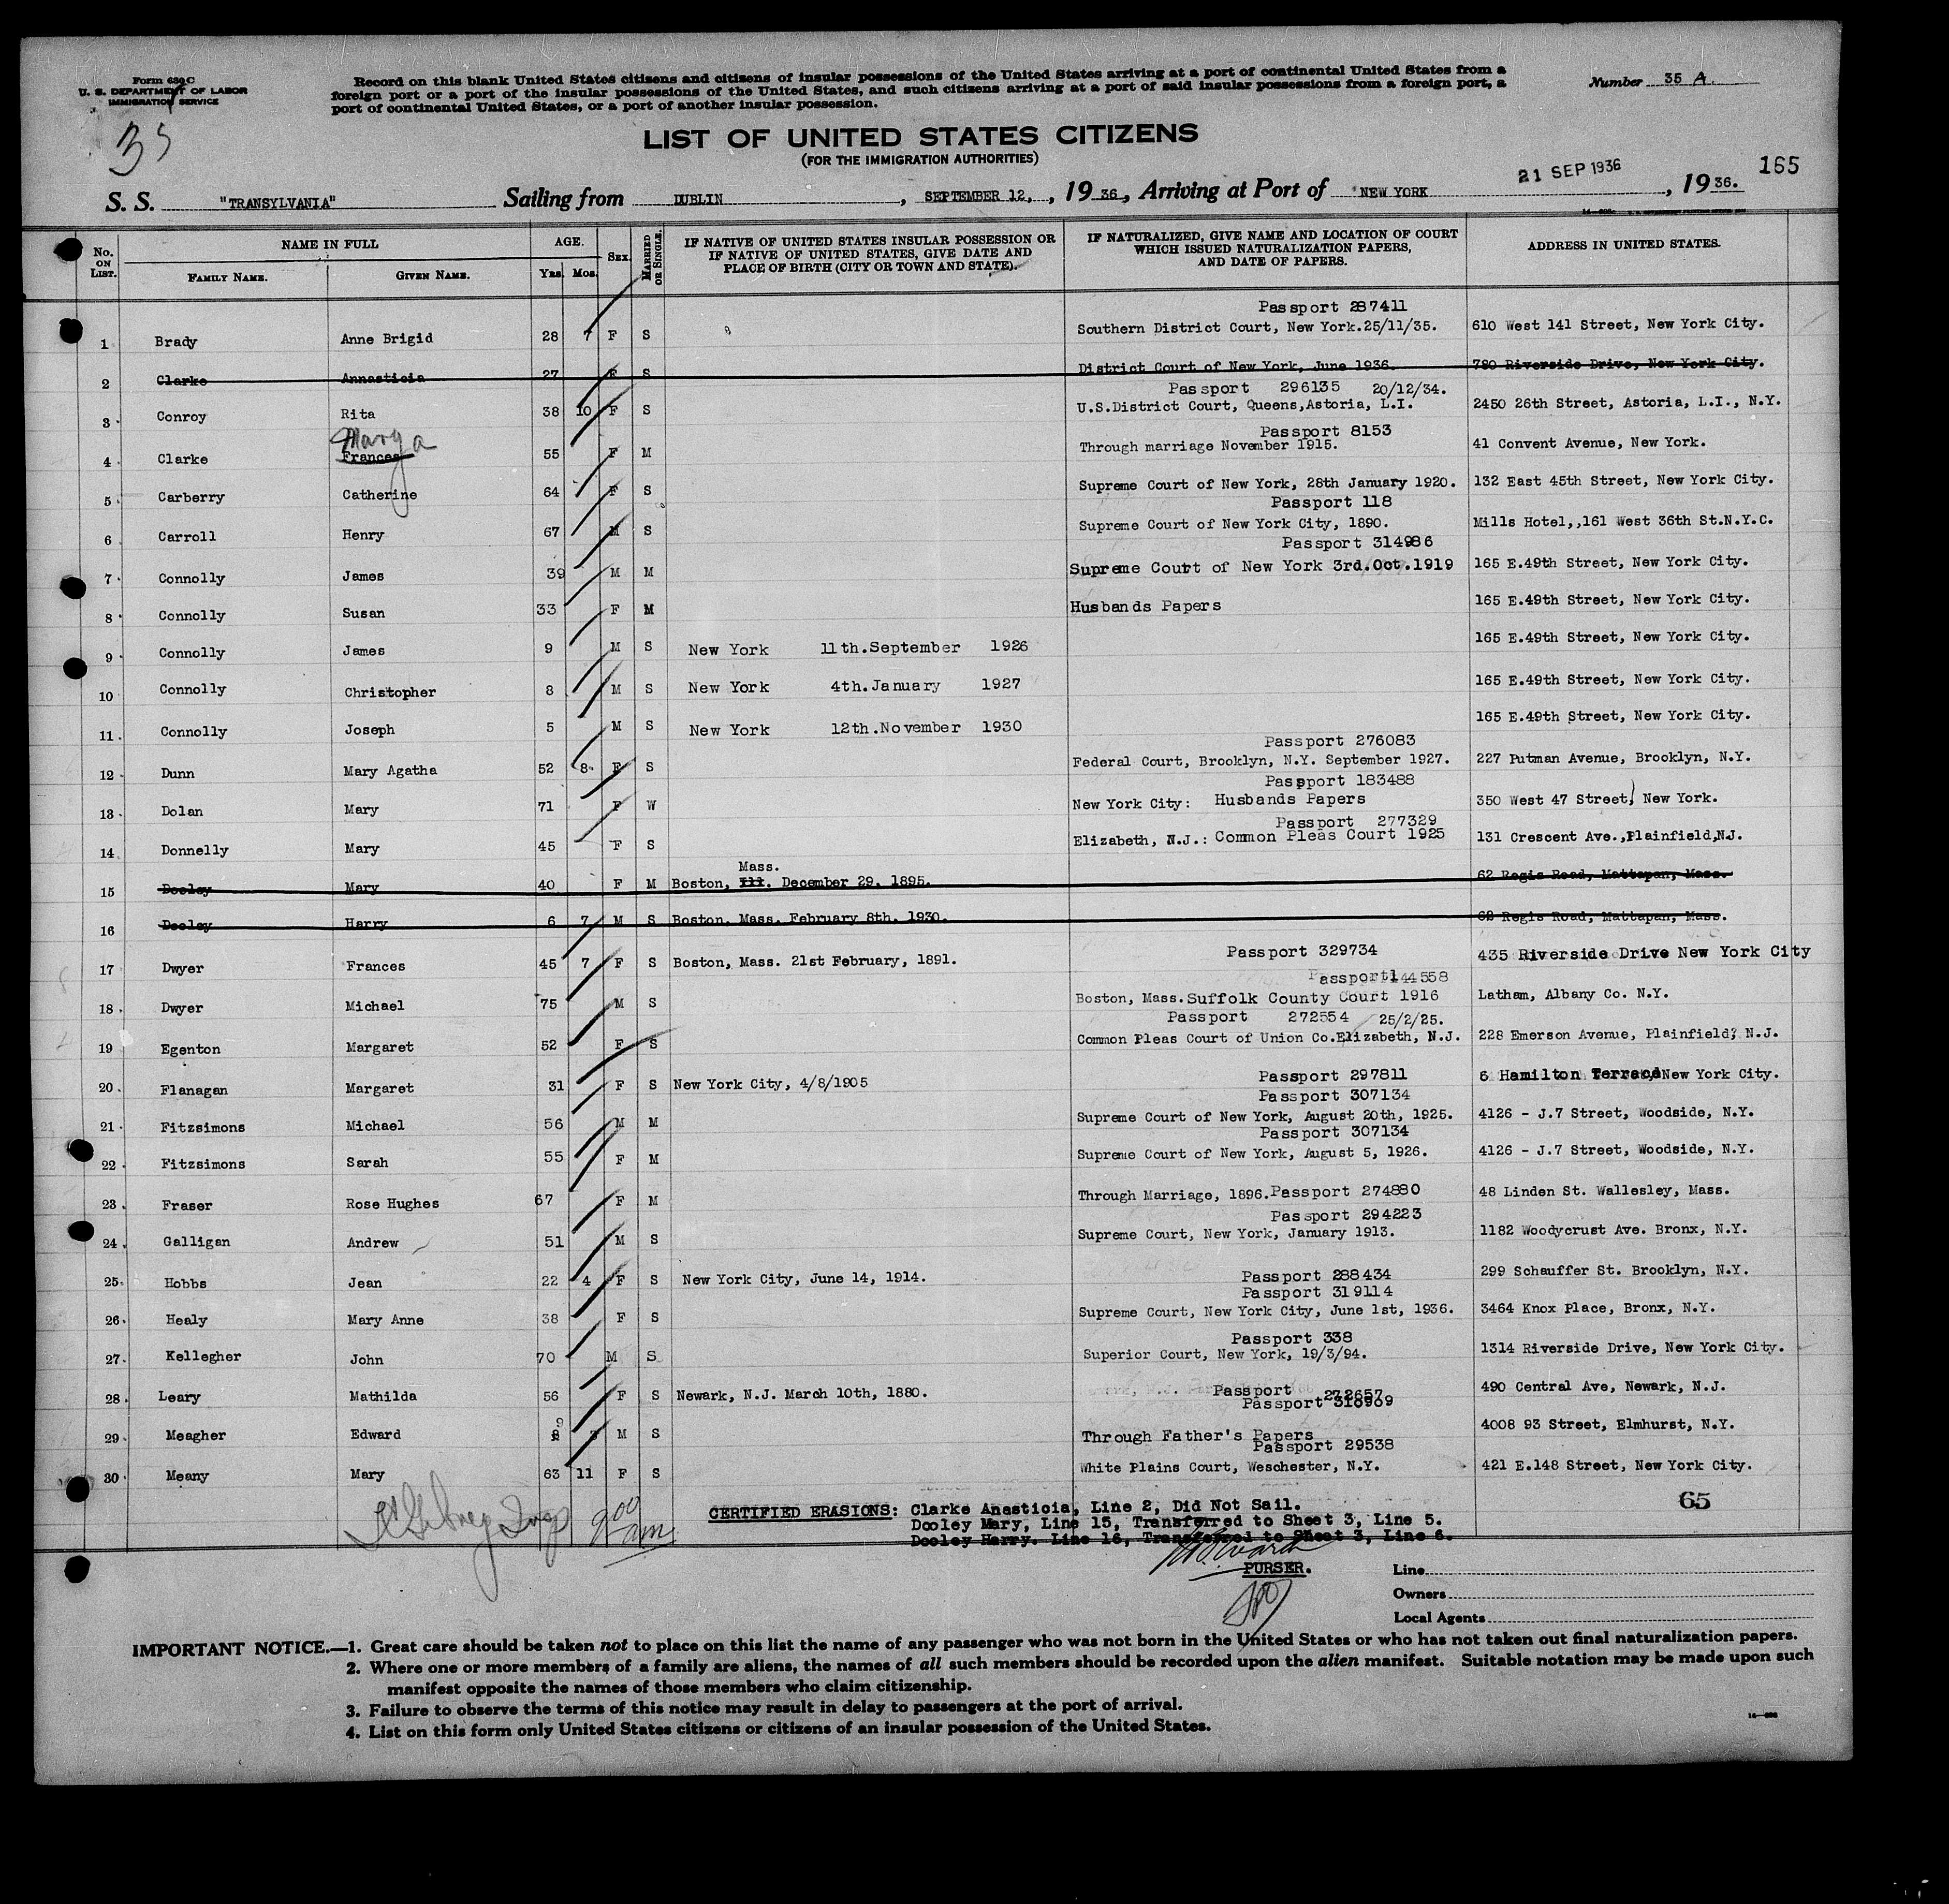 Form 630 C
U. S. DEPARTMENT OF LABOR
IMMIGRATION SERVICE
Record on this blank United States citizens and citizens of insular possessions of the United States arriving at a port of continental United States from a
foreign port or a port of the insular possessions of the United States, and such citizens arriving at a port of said insular possessions from a foreign port, a
port of continental United States, or a port of another insular possession.
Number 35 A.
35
LIST OF UNITED STATES CITIZENS
(FOR THE IMMIGRATION AUTHORITIES)
21 SEP 1936 165
S. S. "TRANSYLVANIA" Sailing from DUBLIN, SEPTEMBER 12, , 19 36, Arriving at Port of NEW YORK , 19 36.
No. ON LIST. NAME IN FULL AGE. SEX. MARRIED OR SINGLE. IF NATIVE OF UNITED STATES INSULAR POSSESSION OR IF NATIVE OF UNITED STATES, GIVE DATE AND PLACE OF BIRTH (CITY OR TOWN AND STATE). IF NATURALIZED, GIVE NAME AND LOCATION OF COURT WHICH ISSUED NATURALIZATION PAPERS, AND DATE OF PAPERS. ADDRESS IN UNITED STATES.
FAMILY NAME. GIVEN NAME. Yrs. Mos.
Passport 287411
1 Brady Anne Brigid 28 7 F S Southern District Court, New York.25/11/35. 610 West 141 Street, New York City.
2 Clarke Annasticia 27 F S District Court of New York, June 1936. 780 Riverside Drive, New York City.
Passport 296135 20/12/34.
3 Conroy Rita 38 10 F S U.S.District Court, Queens,Astoria, L.I. 2450 26th Street, Astoria, L.I., N.Y.
Passport 8153
4 Clarke Frances 55 F M Through marriage November 1915. 41 Convent Avenue, New York.
5 Carberry Catherine 64 F S Supreme Court of New York, 28th January 1920. 132 East 45th Street, New York City.
Passport 118
6 Carroll Henry 67 M S Supreme Court of New York City, 1890. Mills Hotel,,161 West 36th St.N.Y.C.
Passport 314986
7 Connolly James 39 M M Supreme Court of New York 3rd.Oct.1919 165 E.49th Street, New York City.
8 Connolly Susan 33 F M Husbands Papers 165 E.49th Street, New York City.
9 Connolly James 9 M S New York 11th.September 1926 165 E.49th Street, New York City.
10 Connolly Christopher 8 M S New York 4th.January 1927 165 E.49th Street, New York City.
11 Connolly Joseph 5 M S New York 12th.November 1930 165 E.49th Street, New York City.
Passport 276083
12 Dunn Mary Agatha 52 8 F S Federal Court, Brooklyn, N.Y. September 1927. 227 Putman Avenue, Brooklyn, N.Y.
Passport 183488
13 Dolan Mary 71 F W New York City: Husbands Papers 350 West 47 Street, New York.
Passport 277329
14 Donnelly Mary 45 F S Elizabeth, N.J.: Common Pleas Court 1925 131 Crescent Ave.,Plainfield,N.J.
Mass.
15 Dooley Mary 40 F M Boston, Ill. December 29, 1895. 62 Regis Road, Mattapan, Mass.
16 Dooley Harry 6 7 M S Boston, Mass. February 8th, 1930. 62 Regis Road, Mattapan, Mass.
17 Dwyer Frances 45 7 F S Boston, Mass. 21st February, 1891. Passport 329734 435 Riverside Drive New York City
Passport144558
18 Dwyer Michael 75 M S Boston, Mass.Suffolk County Court 1916 Latham, Albany Co. N.Y.
Passport 272554 25/2/25.
19 Egenton Margaret 52 F S Common Pleas Court of Union Co.Elizabeth, N.J. 228 Emerson Avenue, Plainfield, N.J.
20 Flanagan Margaret 31 F S New York City, 4/8/1905 Passport 297811 6 Hamilton Terrace,New York City.
Passport 307134
21 Fitzsimons Michael 56 M M Supreme Court of New York, August 20th, 1925. 4126 - J.7 Street, Woodside, N.Y.
Passport 307134
22 Fitzsimons Sarah 55 F M Supreme Court of New York, August 5, 1926. 4126 - J.7 Street, Woodside, N.Y.
23 Fraser Rose Hughes 67 F M Through Marriage, 1896.Passport 274880 48 Linden St. Wallesley, Mass.
Passport 294223
24 Galligan Andrew 51 M S Supreme Court, New York, January 1913. 1182 Woodycrust Ave. Bronx, N.Y.
25 Hobbs Jean 22 4 F S New York City, June 14, 1914. Passport 288434 299 Schauffer St. Brooklyn, N.Y.
Passport 319114
26 Healy Mary Anne 38 F S Supreme Court, New York City, June 1st, 1936. 3464 Knox Place, Bronx, N.Y.
Passport 338
27 Kellegher John 70 M S Superior Court, New York, 19/3/94. 1314 Riverside Drive, New York City.
28 Leary Mathilda 56 F S Newark, N.J. March 10th, 1880. Passport 272657 490 Central Ave, Newark, N.J.
Passport 318969
29 Meagher Edward 9 M S Through Father's Papers 4008 93 Street, Elmhurst, N.Y.
Passport 29538
30 Meany Mary 63 11 F S White Plains Court, Weschester, N.Y. 421 E.148 Street, New York City.
65
9 00 am
CERTIFIED ERASIONS: Clarke Anasticia, Line 2, Did Not Sail.
Dooley Mary, Line 15, Transferred to Sheet 3, Line 5.
Dooley Harry. Line 16, Transferred to Sheet 3, Line 6.
PURSER.
Line
Owners
Local Agents
IMPORTANT NOTICE.—1. Great care should be taken not to place on this list the name of any passenger who was not born in the United States or who has not taken out final naturalization papers.
2. Where one or more members of a family are aliens, the names of all such members should be recorded upon the alien manifest. Suitable notation may be made upon such
manifest opposite the names of those members who claim citizenship.
3. Failure to observe the terms of this notice may result in delay to passengers at the port of arrival.
4. List on this form only United States citizens or citizens of an insular possession of the United States.